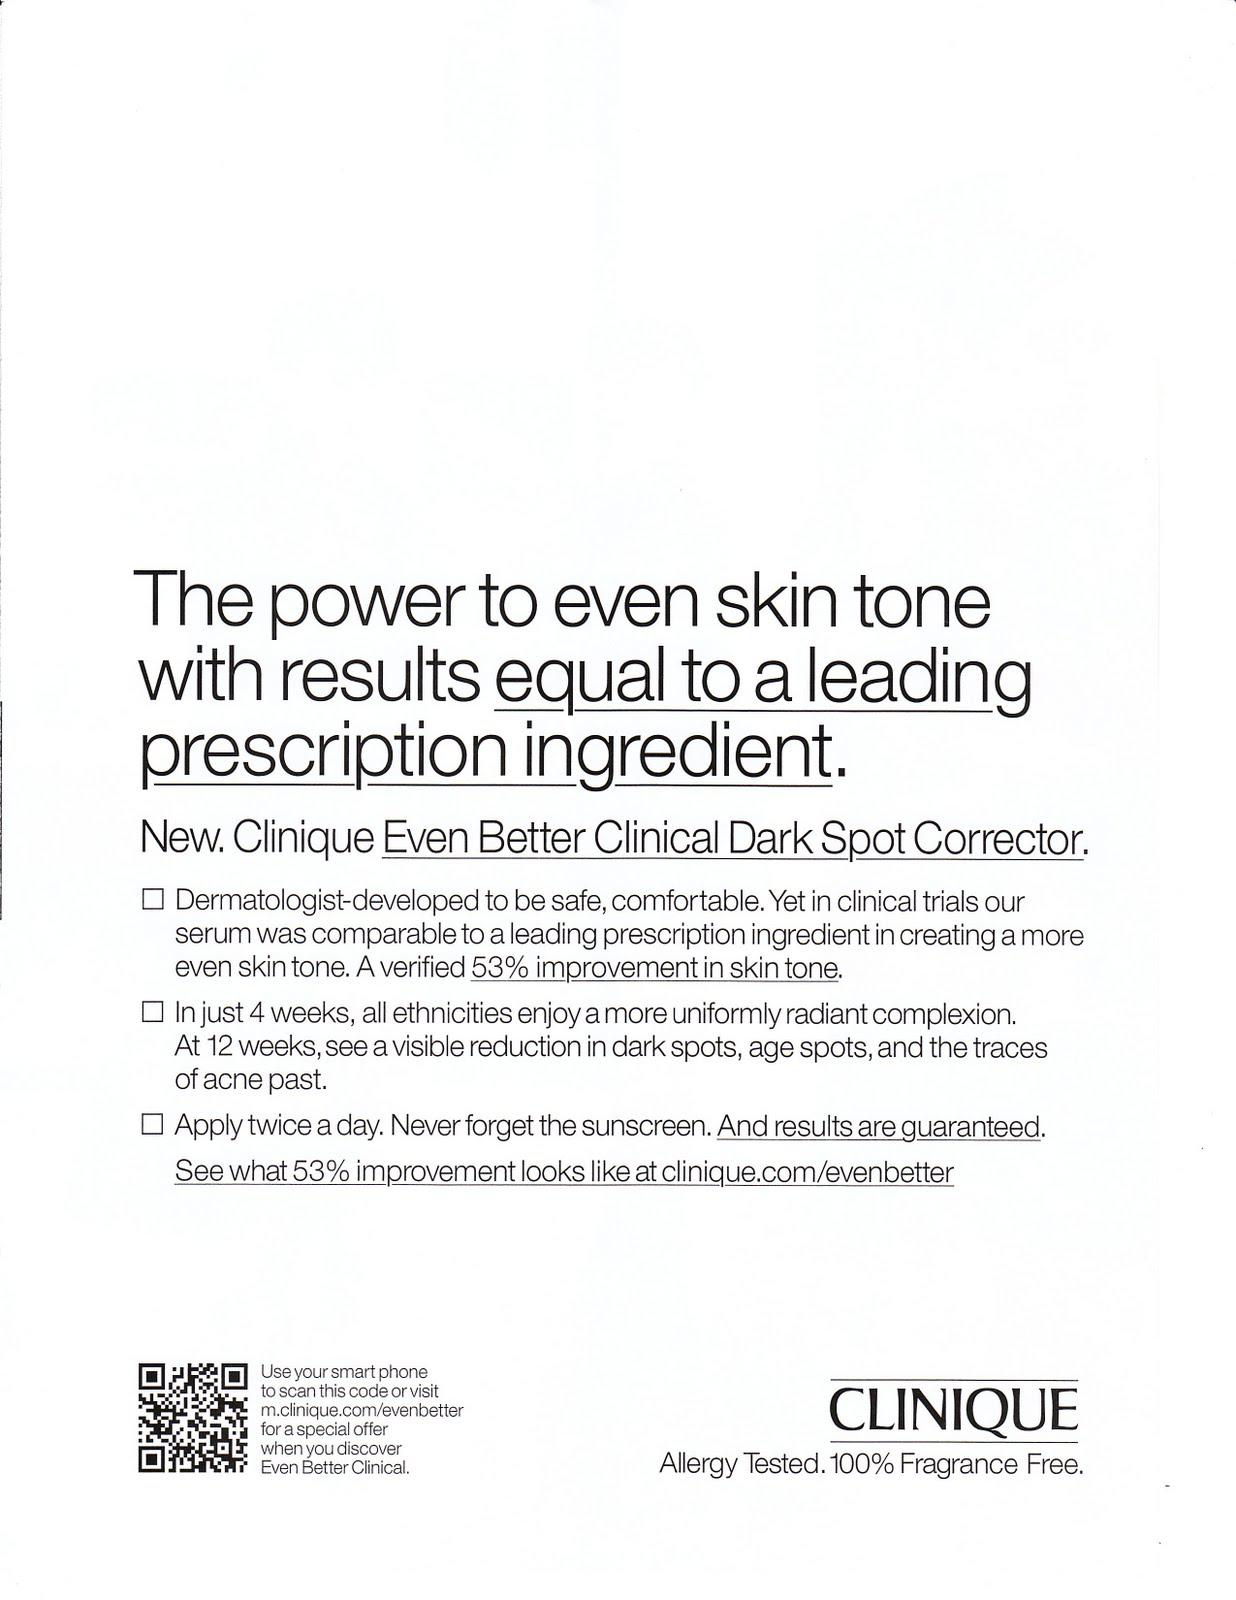 The power to even skin tone
with results equal to a leading
prescription ingredient.
New. Clinique Even Better Clinical Dark Spot Corrector.
Dermatologist-developed to be safe, comfortable. Yet in clinical trials our
serum was comparable to a leading prescription ingredient in creating a more
even skin tone. A verified 53% improvement in skin tone.
In just 4 weeks, all ethnicities enjoy a more uniformly radiant complexion.
At 12 weeks, see a visible reduction in dark spots, age spots, and the traces
of acne past.
Apply twice a day. Never forget the sunscreen. And results are guaranteed.
See what 53% improvement looks like at clinique.com/evenbetter
Use your smart phone
to scan this code or visit
m.clinique.com/evenbetter
for a special offer
when you discover
Even Better Clinical.
CLINIQUE
Allergy Tested. 100% Fragrance Free.